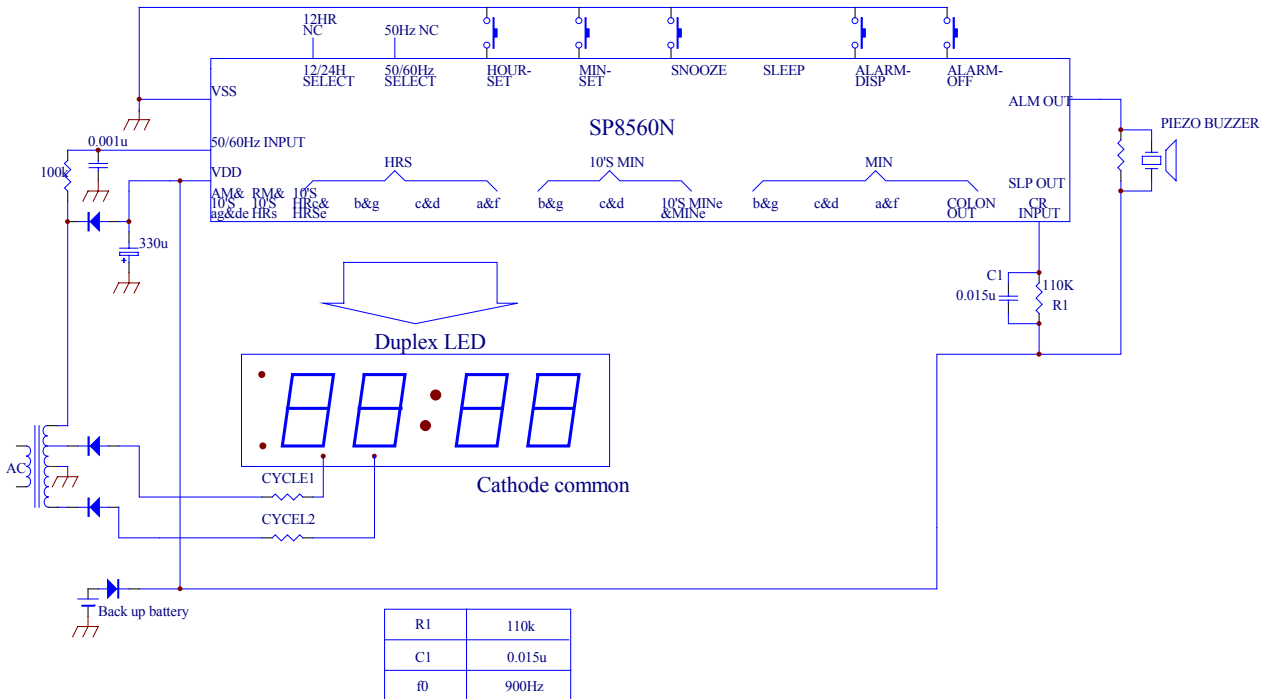 12HR
NC
50Hz NC
12/24H
SELECT
50/60Hz
SELECT
HOUR-
SET
MIN-
SET
SNOOZE
SLEEP
ALARM-
DISP
ALARM-
OFF
VSS
ALM OUT
SP8560N
PIEZO BUZZER
0.001u
50/60Hz INPUT
100k
VDD
HRS
10'S MIN
MIN
SLP OUT
AM&
10'S
ag&de
RM&
10'S
HRs
10'S
HRc&
HRSe
b&g
c&d
a&f
b&g
c&d
10'S MINe
&MINe
b&g
c&d
a&f
COLON
OUT
CR
INPUT
330u
+
C1
0.015u
110K
R1
Duplex LED
88:88
AC
CYCLE1
Cathode common
CYCEL2
Back up battery
R1 110k
C1 0.015u
f0 900Hz